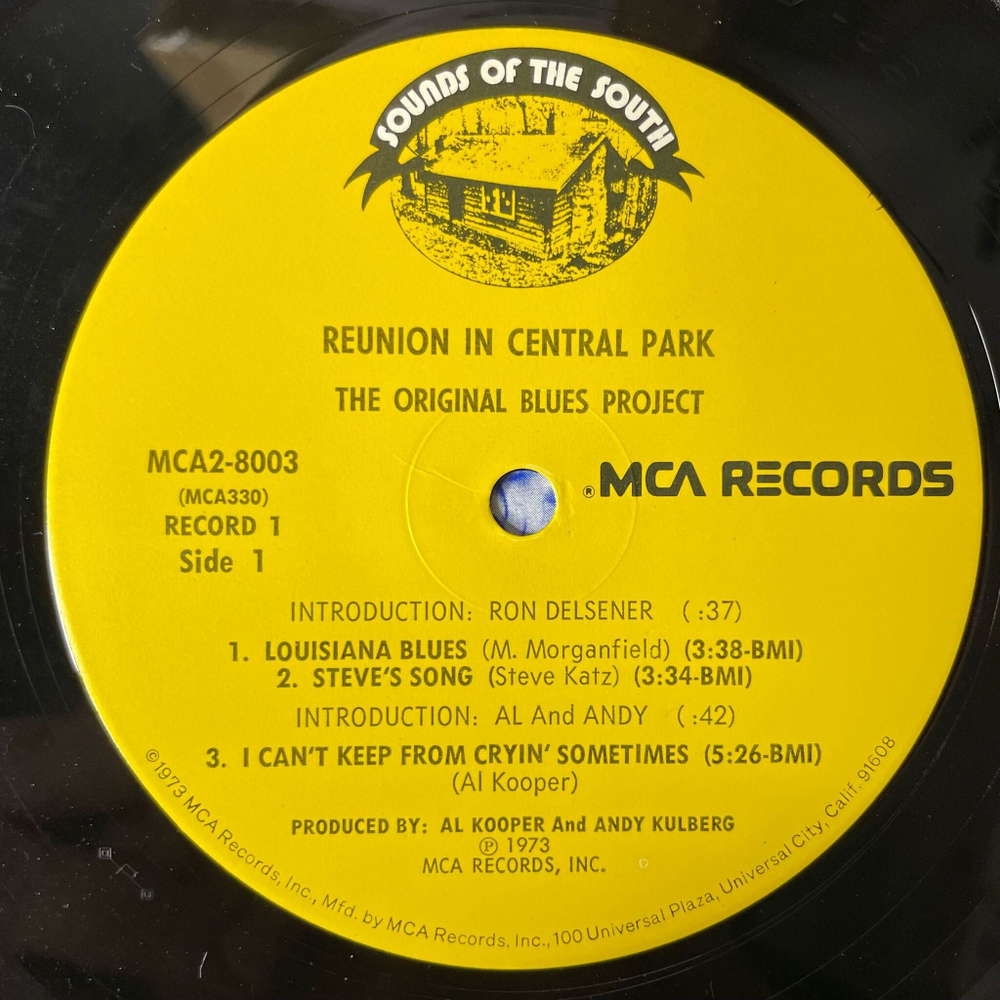 SOUNDS OF THE SOUTH
REUNION IN CENTRAL PARK
THE ORIGINAL BLUES PROJECT
MCA2-8003
(MCA330)
RECORD 1
Side 1
®MCA RECORDS
INTRODUCTION: RON DELSENER ( :37)
1. LOUISIANA BLUES (M. Morganfield) (3:38-BMI)
2. STEVE'S SONG (Steve Katz) (3:34-BMI)
INTRODUCTION: AL And ANDY ( :42)
3. I CAN'T KEEP FROM CRYIN' SOMETIMES (5:26-BMI)
(Al Kooper)
PRODUCED BY: AL KOOPER And ANDY KULBERG
℗ 1973
MCA RECORDS, INC.
©1973 MCA Records, Inc., Mfd. by MCA Records, Inc., 100 Universal Plaza, Universal City, Calif. 91608